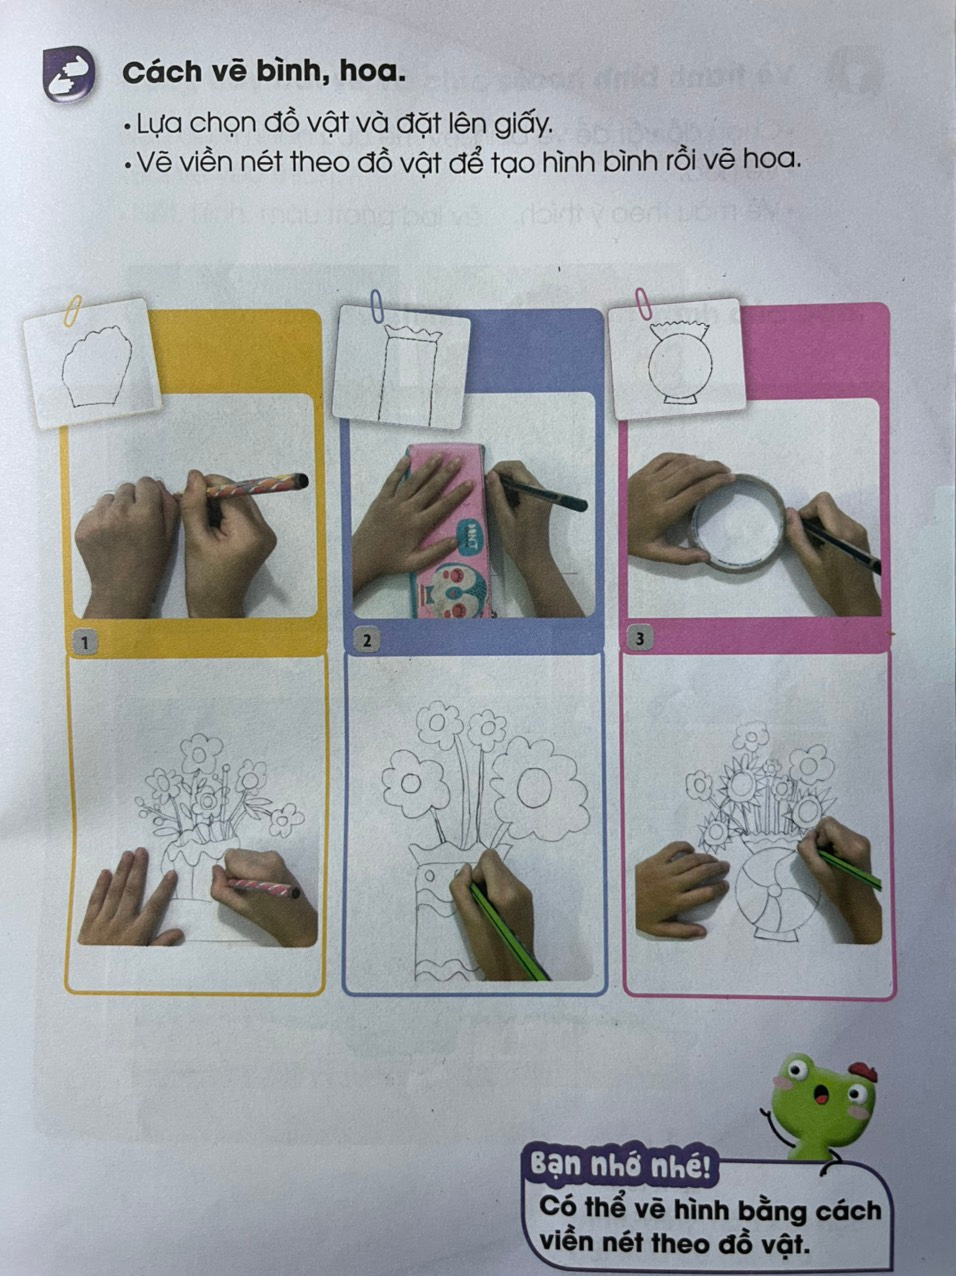 Cách vẽ bình, hoa.
• Lựa chọn đồ vật và đặt lên giấy.
• Vẽ viền nét theo đồ vật để tạo hình bình rồi vẽ hoa.
1
2
3
Bạn nhớ nhé!
Có thể vẽ hình bằng cách
viền nét theo đồ vật.